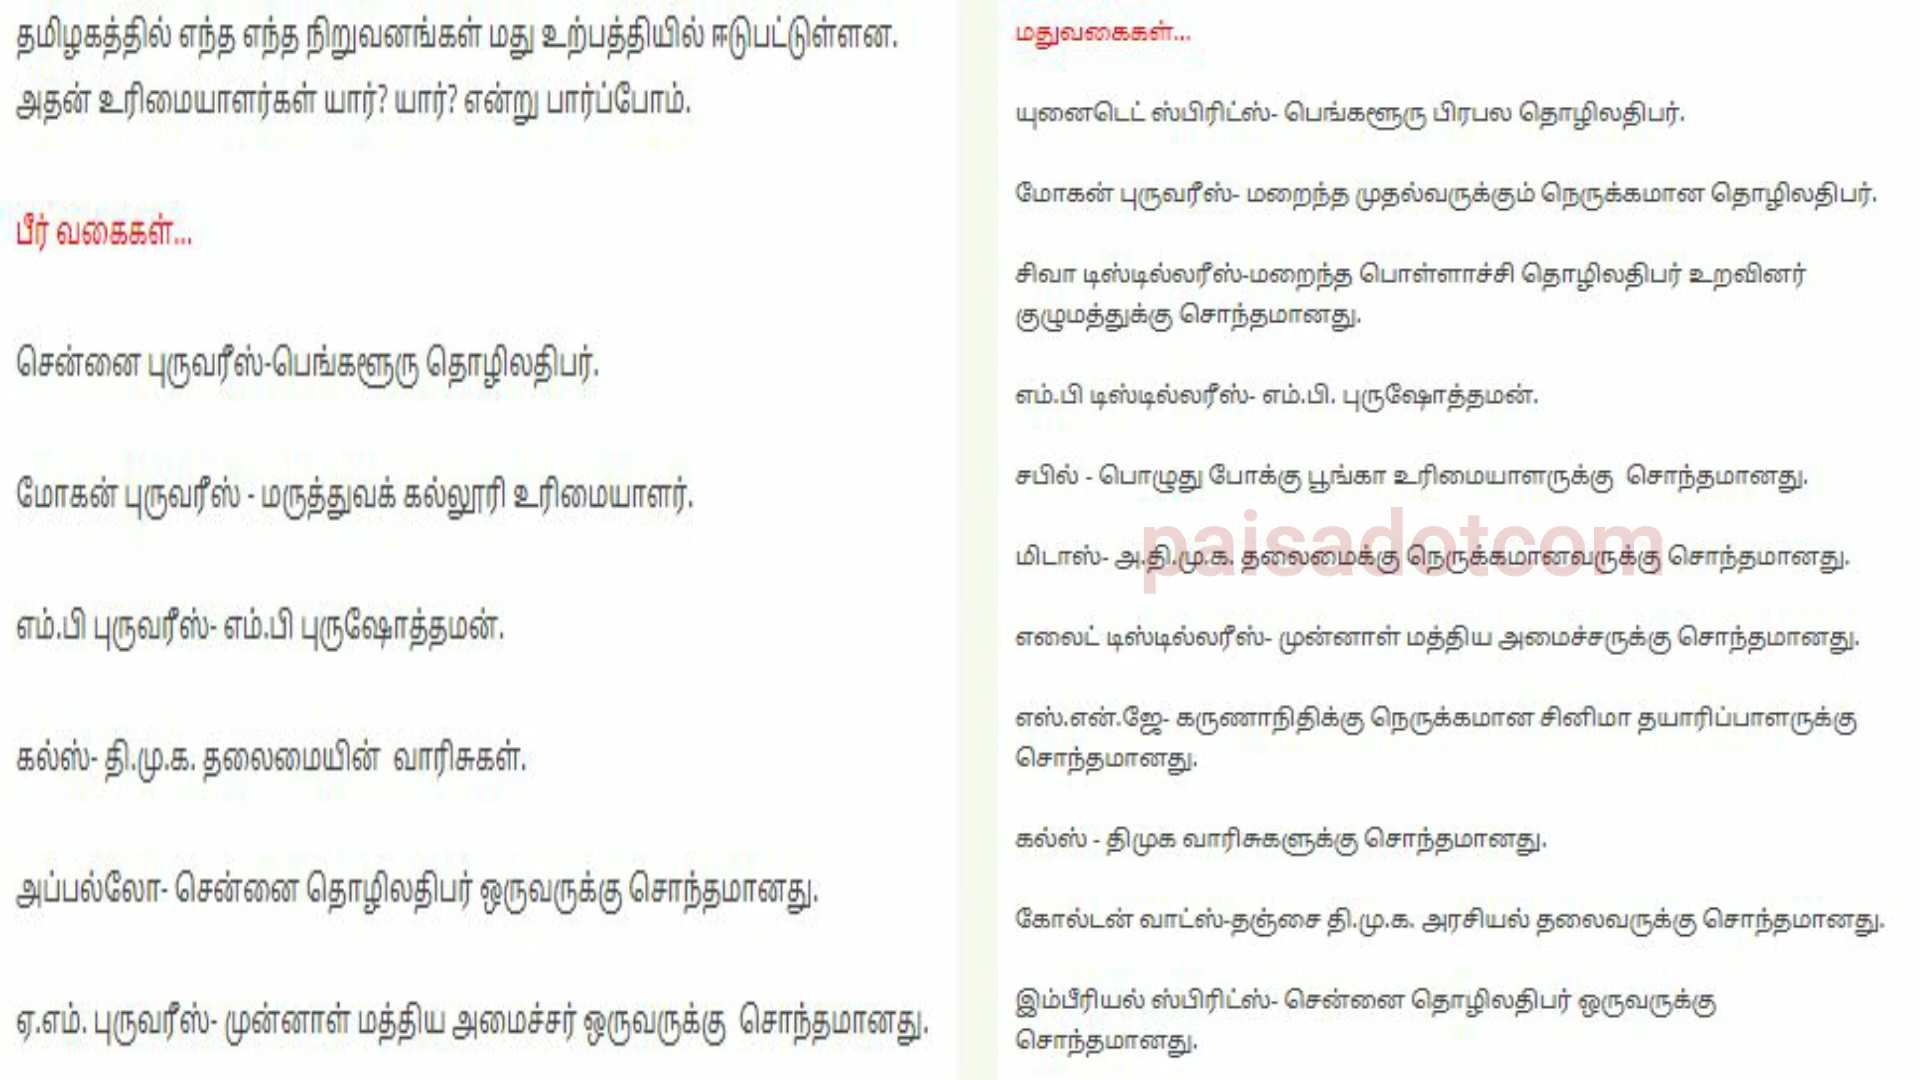 தமிழகத்தில் எந்த எந்த நிறுவனங்கள் மது உற்பத்தியில் ஈடுபட்டுள்ளன.
அதன் உரிமையாளர்கள் யார்? யார்? என்று பார்ப்போம்.
பீர் வகைகள்...
சென்னை புருவரீஸ்-பெங்களூரு தொழிலதிபர்.
மோகன் புருவரீஸ் - மருத்துவக் கல்லூரி உரிமையாளர்.
எம்.பி புருவரீஸ்- எம்.பி புருஷோத்தமன்.
கல்ஸ்- தி.மு.க. தலைமையின் வாரிசுகள்.
அப்பல்லோ- சென்னை தொழிலதிபர் ஒருவருக்கு சொந்தமானது.
ஏ.எம். புருவரீஸ்- முன்னாள் மத்திய அமைச்சர் ஒருவருக்கு சொந்தமானது.
மதுவகைகள்...
யுனைடெட் ஸ்பிரிட்ஸ்- பெங்களூரு பிரபல தொழிலதிபர்.
மோகன் புருவரீஸ்- மறைந்த முதல்வருக்கும் நெருக்கமான தொழிலதிபர்.
சிவா டிஸ்டில்லரீஸ்-மறைந்த பொள்ளாச்சி தொழிலதிபர் உறவினர்
குழுமத்துக்கு சொந்தமானது.
எம்.பி டிஸ்டில்லரீஸ்- எம்.பி. புருஷோத்தமன்.
சபில் - பொழுது போக்கு பூங்கா உரிமையாளருக்கு சொந்தமானது.
paisadotcom
மிடாஸ்- அ.தி.மு.க. தலைமைக்கு நெருக்கமானவருக்கு சொந்தமானது.
எலைட் டிஸ்டில்லரீஸ்- முன்னாள் மத்திய அமைச்சருக்கு சொந்தமானது.
எஸ்.என்.ஜே- கருணாநிதிக்கு நெருக்கமான சினிமா தயாரிப்பாளருக்கு
சொந்தமானது.
கல்ஸ் - திமுக வாரிசுகளுக்கு சொந்தமானது.
கோல்டன் வாட்ஸ்-தஞ்சை தி.மு.க. அரசியல் தலைவருக்கு சொந்தமானது.
இம்பீரியல் ஸ்பிரிட்ஸ்- சென்னை தொழிலதிபர் ஒருவருக்கு
சொந்தமானது.